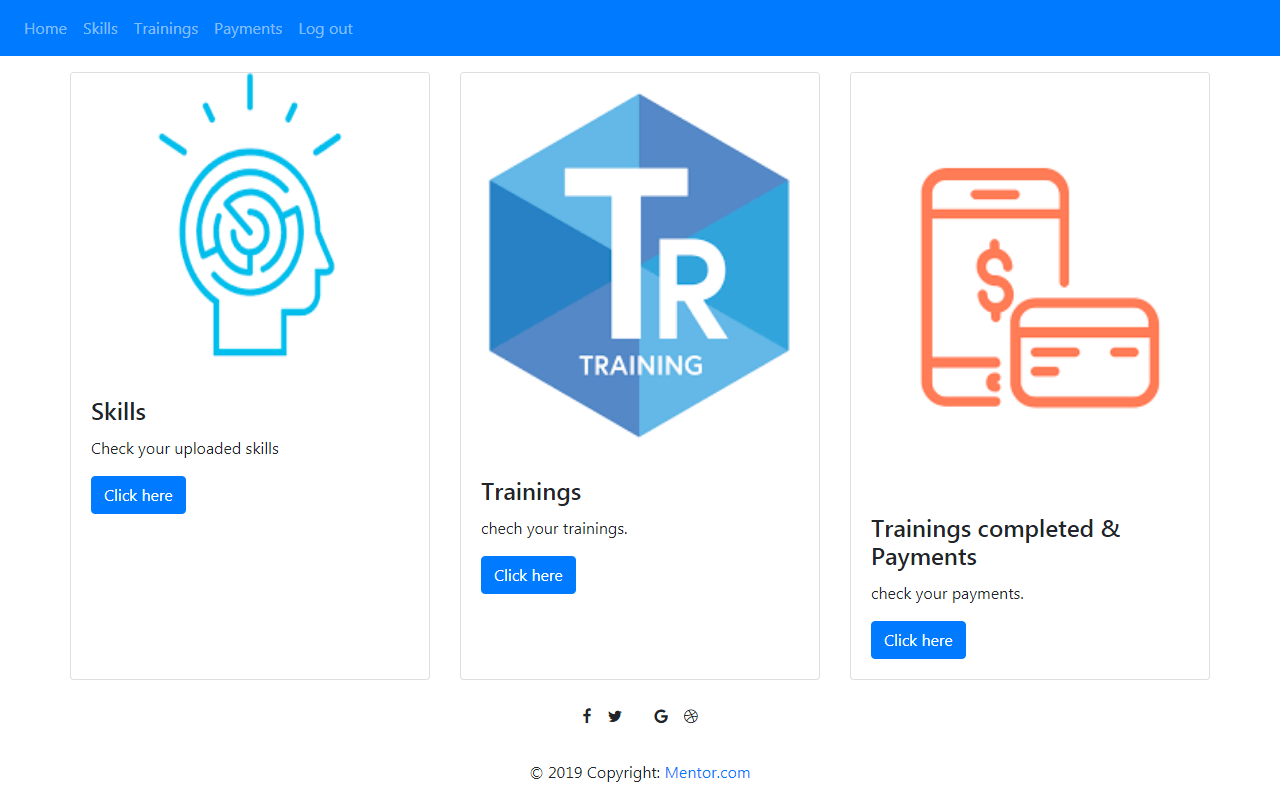 Home Skills Trainings Payments Log out
TR
TRAINING
$
Skills
Check your uploaded skills
Click here
Trainings
chech your trainings.
Click here
Trainings completed &
Payments
check your payments.
Click here
© 2019 Copyright: Mentor.com